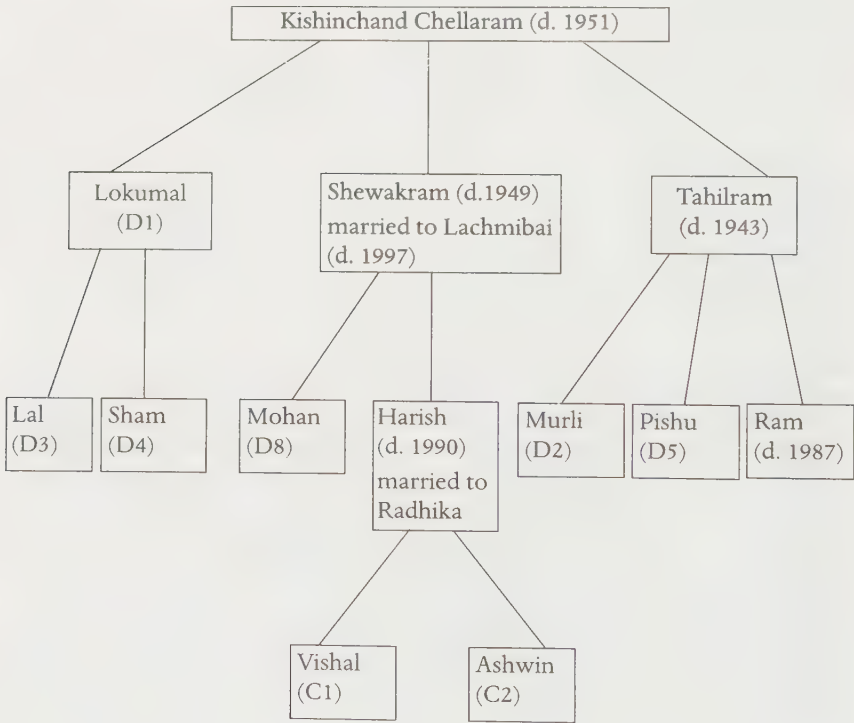 Kishinchand Chellaram (d. 1951)
Lokumal
(D1)
Shewakram (d.1949)
married to Lachmibai
(d. 1997)
Tahilram
(d. 1943)
Lal
(D3)
Sham
(D4)
Mohan
(D8)
Harish
(d. 1990)
married to
Radhika
Murli
(D2)
Pishu
(D5)
Ram
(d. 1987)
Vishal
(C1)
Ashwin
(C2)